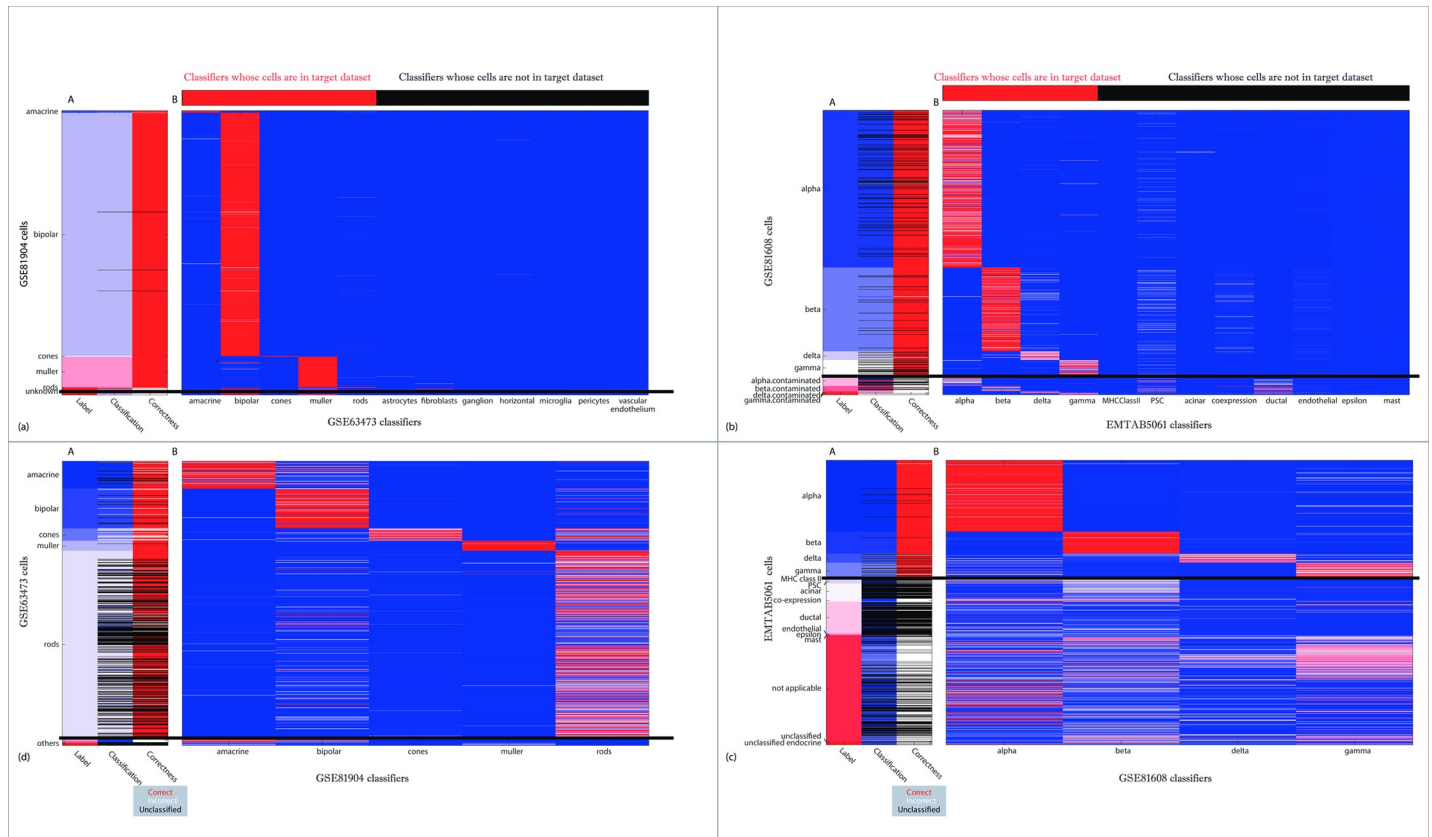 Classifiers whose cells are in target dataset
Classifiers whose cells are not in target dataset
A
B
amacrine
bipolar
cones
muller
rods
unknown
GSE81904 cells
Label
Classification
Correctness
amacrine
bipolar
cones
muller
rods
astrocytes
fibroblasts
ganglion
horizontal
microglia
pericytes
vascular
endothelium
(a)
GSE63473 classifiers
Classifiers whose cells are in target dataset
Classifiers whose cells are not in target dataset
A
B
alpha
beta
delta
gamma
alpha.contaminated
beta.contaminated
delta.contaminated
gamma.contaminated
GSE81608 cells
Label
Classification
Correctness
alpha
beta
delta
gamma
MHCClassII
PSC
acinar
coexpression
ductal
endothelial
epsilon
mast
(b)
EMTAB5061 classifiers
A
B
amacrine
bipolar
cones
muller
rods
others
GSE63473 cells
Label
Classification
Correctness
amacrine
bipolar
cones
muller
rods
(d)
GSE81904 classifiers
Correct
Incorrect
Unclassified
A
B
alpha
beta
delta
gamma
MHC class II
PSC
acinar
co-expression
ductal
endothelial
epsilon
mast
not applicable
unclassified
unclassified endocrine
EMTAB5061 cells
Label
Classification
Correctness
alpha
beta
delta
gamma
(c)
GSE81608 classifiers
Correct
Incorrect
Unclassified